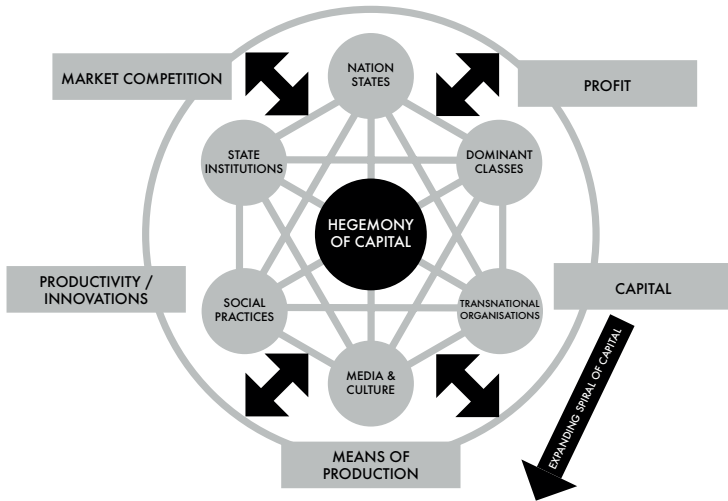 NATION
STATES
MARKET COMPETITION
PROFIT
STATE
INSTITUTIONS
DOMINANT
CLASSES
HEGEMONY
OF CAPITAL
PRODUCTIVITY /
INNOVATIONS
CAPITAL
SOCIAL
PRACTICES
TRANSNATIONAL
ORGANISATIONS
MEDIA &
CULTURE
EXPANDING SPIRAL OF CAPITAL
MEANS OF
PRODUCTION